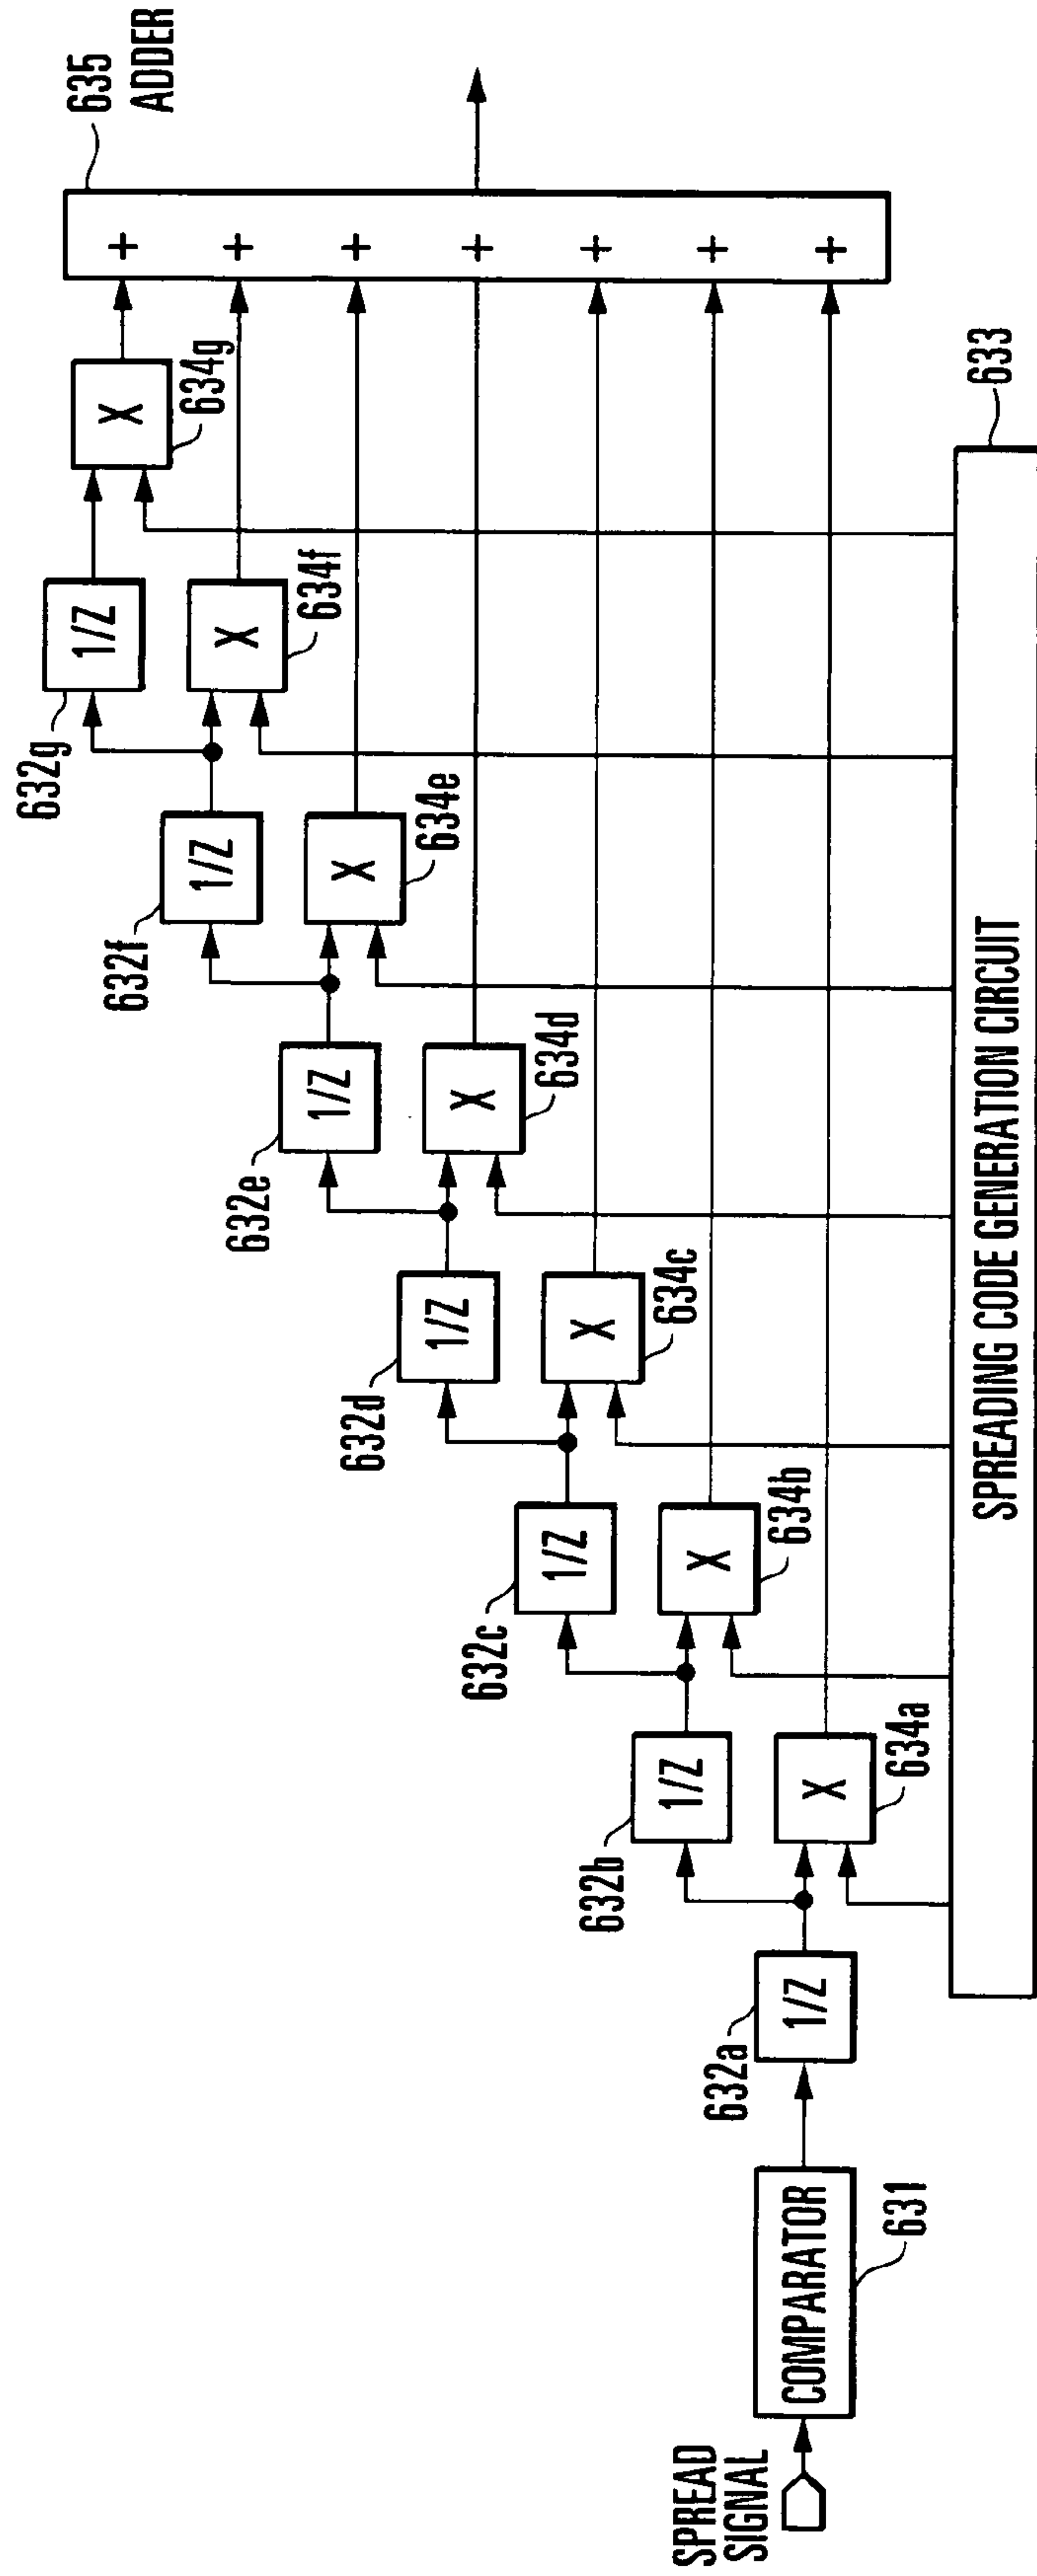 SPREAD
SIGNAL
COMPARATOR
631
632a
1/Z
632b
1/Z
X
634a
632c
1/Z
X
634b
632d
1/Z
X
634c
632e
1/Z
X
634d
632f
1/Z
X
634e
632g
1/Z
X
634f
X
634g
+
+
+
+
+
+
+
635
ADDER
SPREADING CODE GENERATION CIRCUIT
633